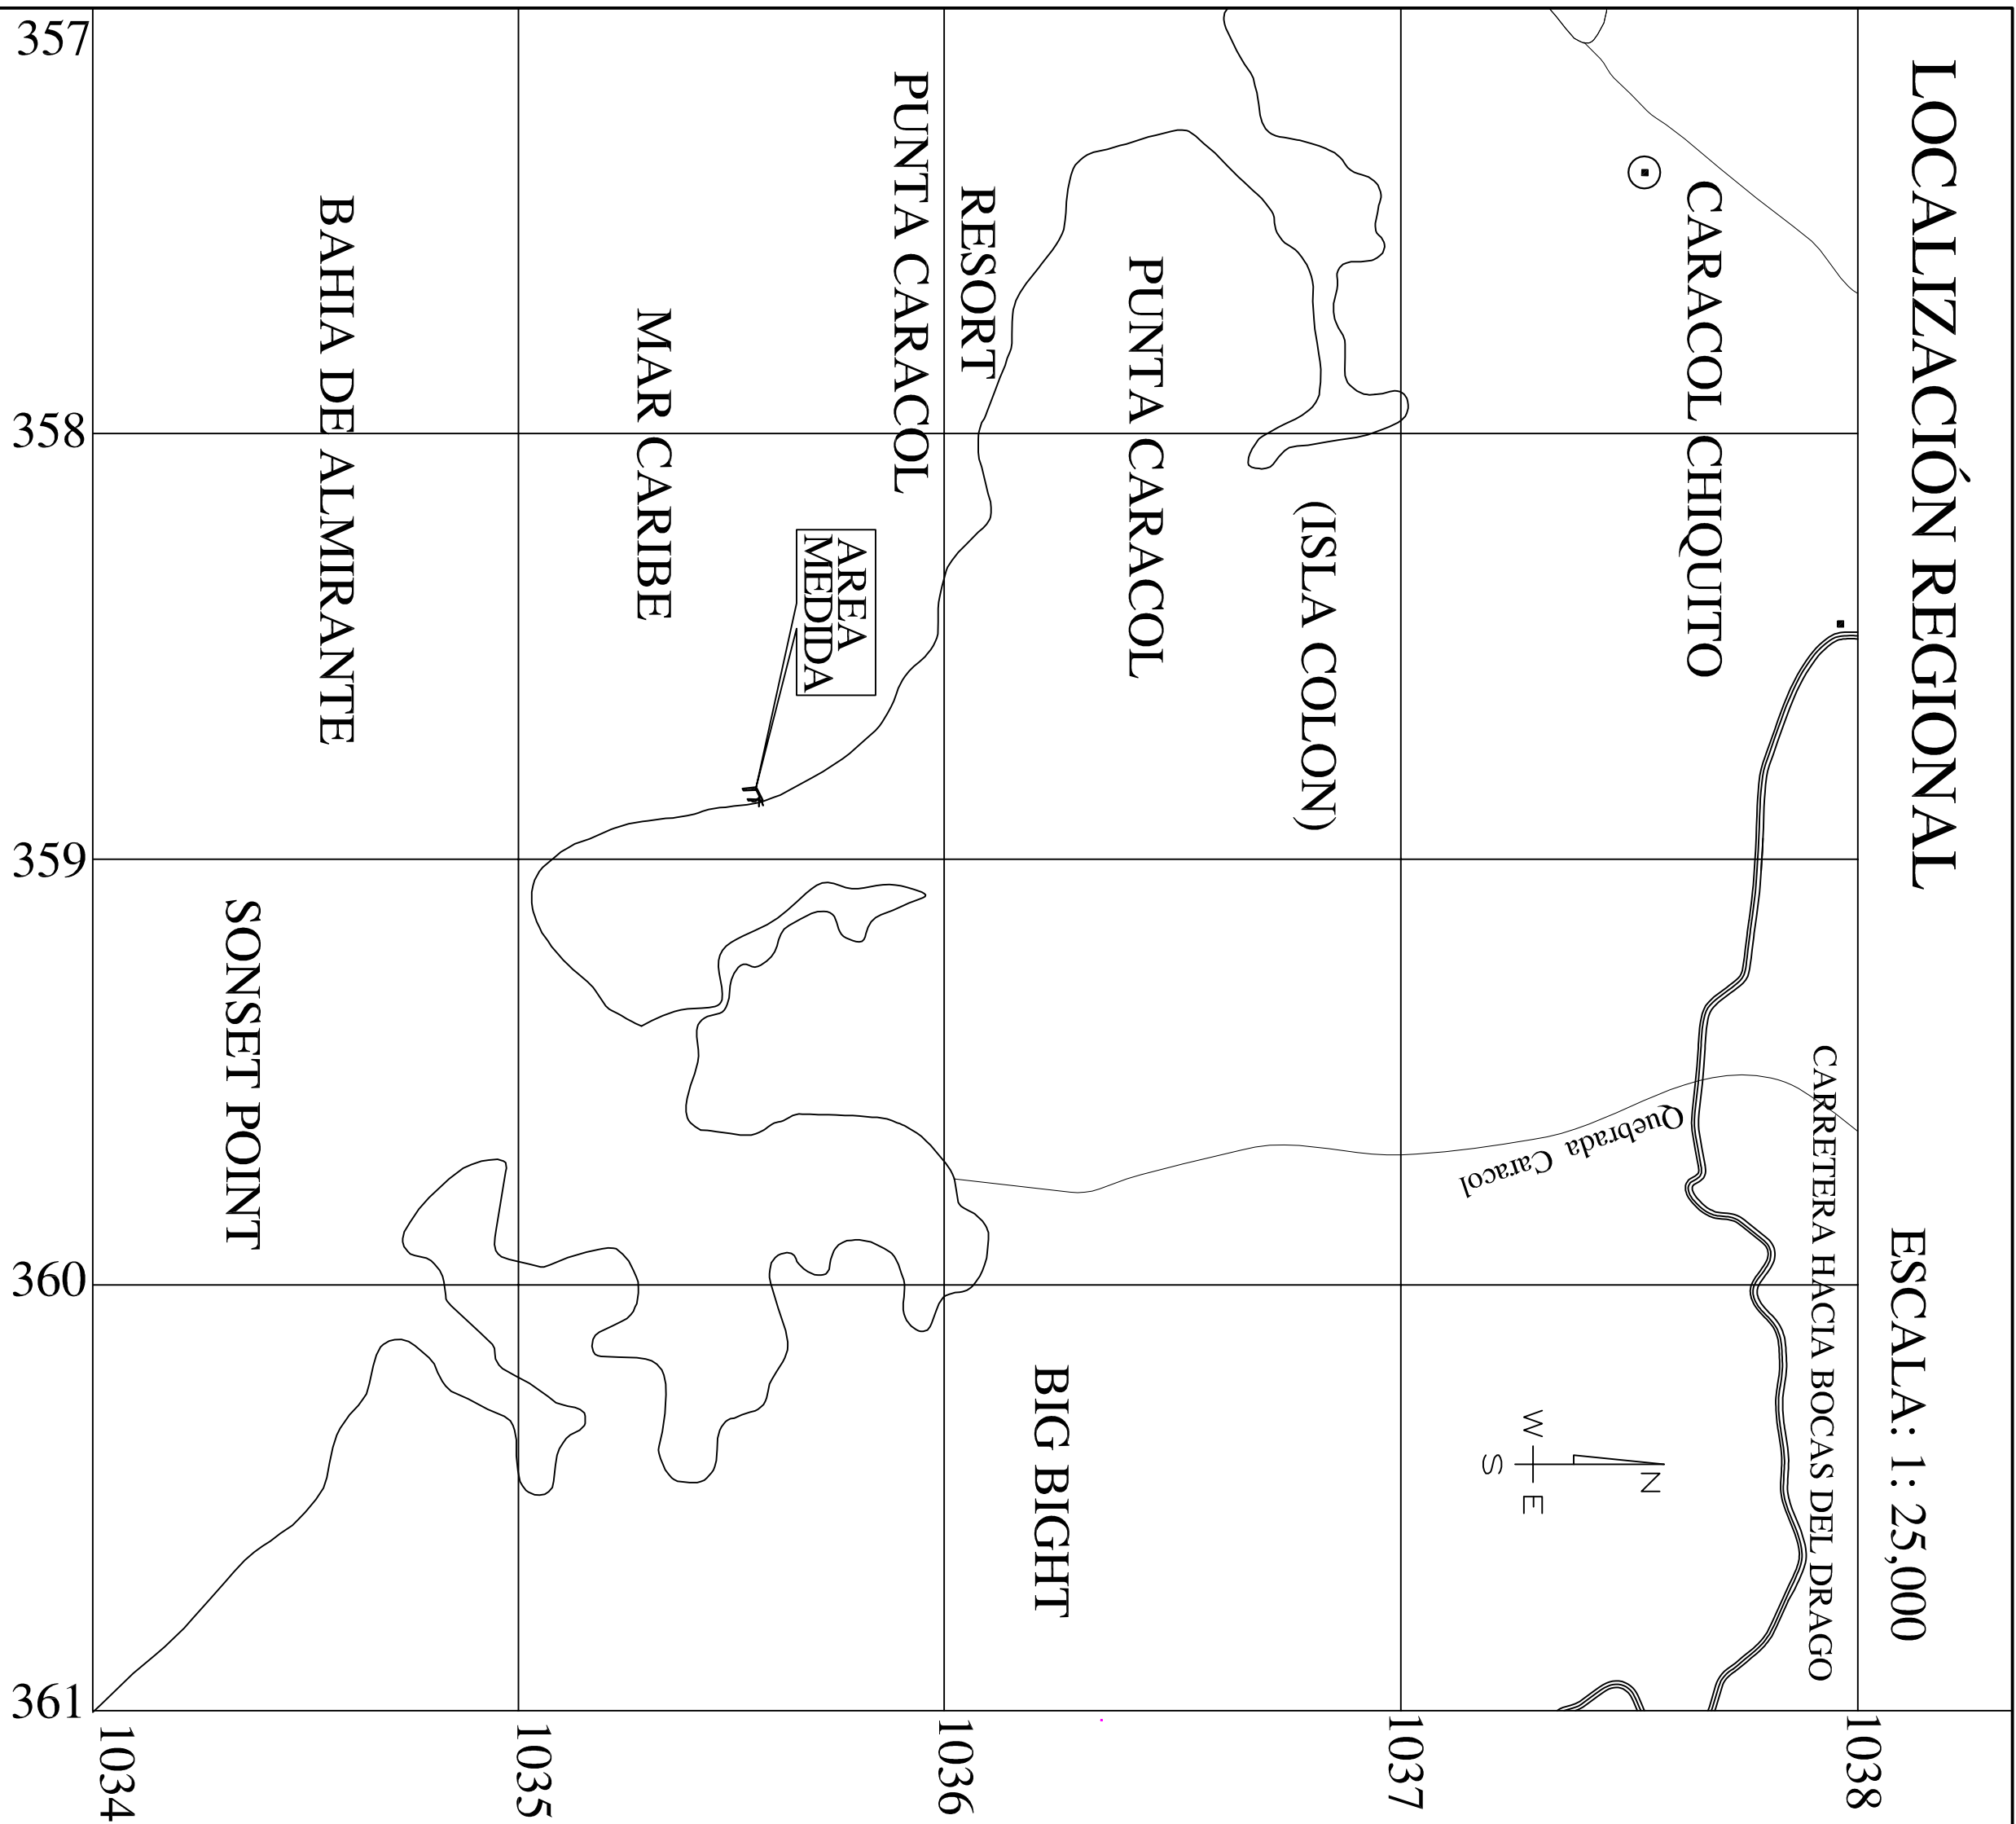 LOCALIZACIÓN REGIONAL
ESCALA: 1: 25,000
1038
CARRETERA HACIA BOCAS DEL DRAGO
CARACOL CHIQUITO
Quebrada Caracol
N
W E
S
1037
(ISLA COLON)
PUNTA CARACOL
BIG BIGHT
RESORT
PUNTA CARACOL
1036
AREA
MEDIDA
MAR CARIBE
1035
BAHIA DE ALMIRANTE
SONSET POINT
1034
357
358
359
360
361